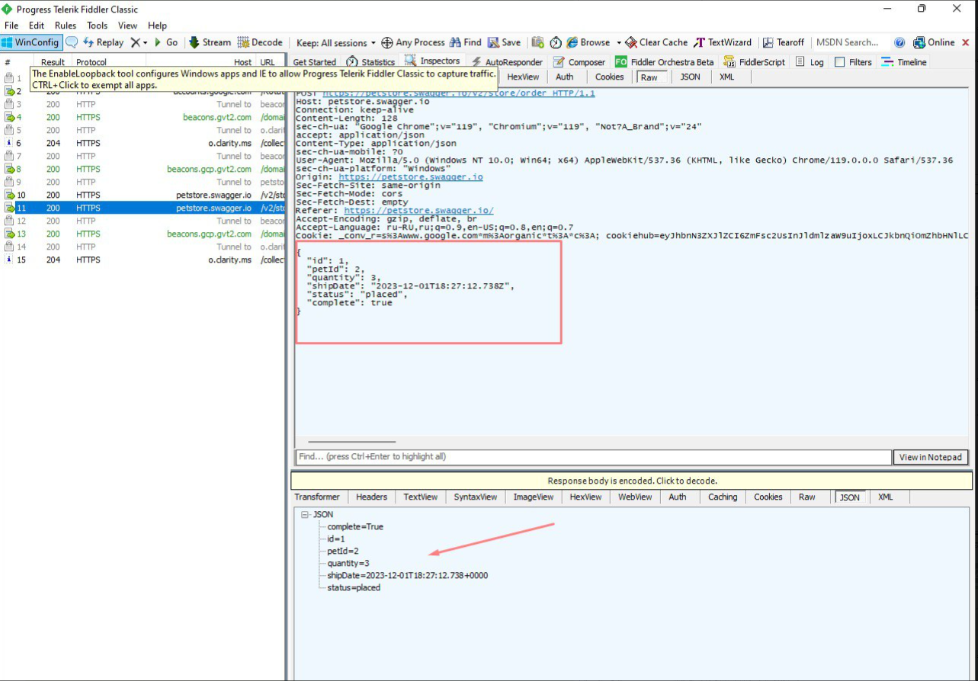 Progress Telerik Fiddler Classic
File Edit Rules Tools View Help
WinConfig Replay Go Stream Decode Keep: All sessions Any Process Find Save Browse Clear Cache TextWizard Tearoff MSDN Search... Online
# Result Protocol Host URL
The EnableLoopback tool configures Windows apps and IE to allow Progress Telerik Fiddler Classic to capture traffic.
CTRL+Click to exempt all apps.
1
2 200 HTTPS accounts.google.com
3 200 HTTP Tunnel to beacon
4 200 HTTPS beacons.gvt2.com /domai
5 200 HTTP Tunnel to o.clarit
6 204 HTTPS o.clarity.ms /collec
7 200 HTTP Tunnel to beacon
8 200 HTTPS beacons.gcp.gvt2.com /domai
9 200 HTTP Tunnel to petsto
10 200 HTTPS petstore.swagger.io /v2/sto
11 200 HTTPS petstore.swagger.io /v2/sto
12 200 HTTP Tunnel to beacon
13 200 HTTPS beacons.gcp.gvt2.com /domai
14 200 HTTP Tunnel to o.clarit
15 204 HTTPS o.clarity.ms /collec
Get Started Statistics Inspectors AutoResponder Composer FO Fiddler Orchestra Beta FiddlerScript Log Filters Timeline
HexView Auth Cookies Raw JSON XML
POST https://petstore.swagger.io/v2/store/order HTTP/1.1
Host: petstore.swagger.io
Connection: keep-alive
Content-Length: 128
sec-ch-ua: "Google Chrome";v="119", "Chromium";v="119", "Not?A_Brand";v="24"
accept: application/json
Content-Type: application/json
sec-ch-ua-mobile: ?0
User-Agent: Mozilla/5.0 (Windows NT 10.0; Win64; x64) AppleWebKit/537.36 (KHTML, like Gecko) Chrome/119.0.0.0 Safari/537.36
sec-ch-ua-platform: "Windows"
Origin: https://petstore.swagger.io
Sec-Fetch-Site: same-origin
Sec-Fetch-Mode: cors
Sec-Fetch-Dest: empty
Referer: https://petstore.swagger.io/
Accept-Encoding: gzip, deflate, br
Accept-Language: ru-RU,ru;q=0.9,en-US;q=0.8,en;q=0.7
Cookie: _conv_r=s%3Awww.google.com*m%3Aorganic*t%3A*c%3A;
{
"id": 1,
"petId": 2,
"quantity": 3,
"shipDate": "2023-12-01T18:27:12.738Z",
"status": "placed",
"complete": true
}
Find... (press Ctrl+Enter to highlight all) View in Notepad
Response body is encoded. Click to decode.
Transformer Headers TextView SyntaxView ImageView HexView WebView Auth Caching Cookies Raw JSON XML
JSON
complete=True
id=1
petId=2
quantity=3
shipDate=2023-12-01T18:27:12.738+0000
status=placed